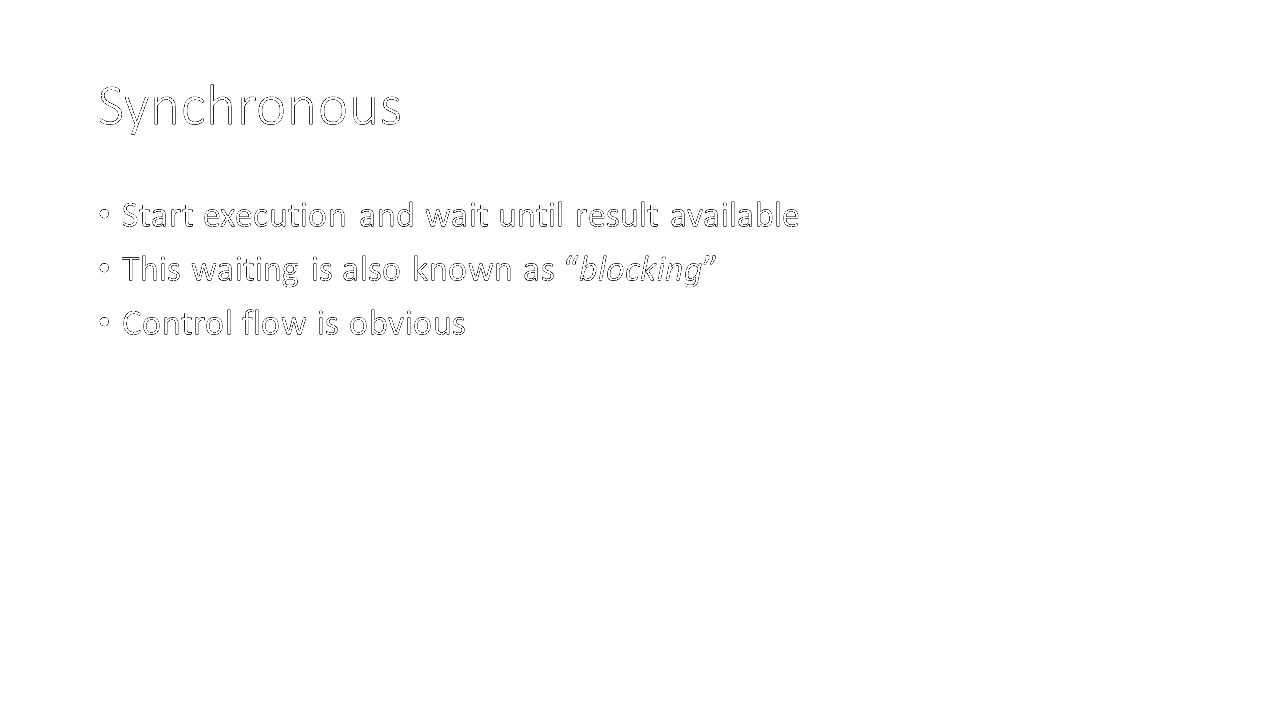 Synchronous
• Start execution and wait until result available
• This waiting is also known as “blocking”
• Control flow is obvious